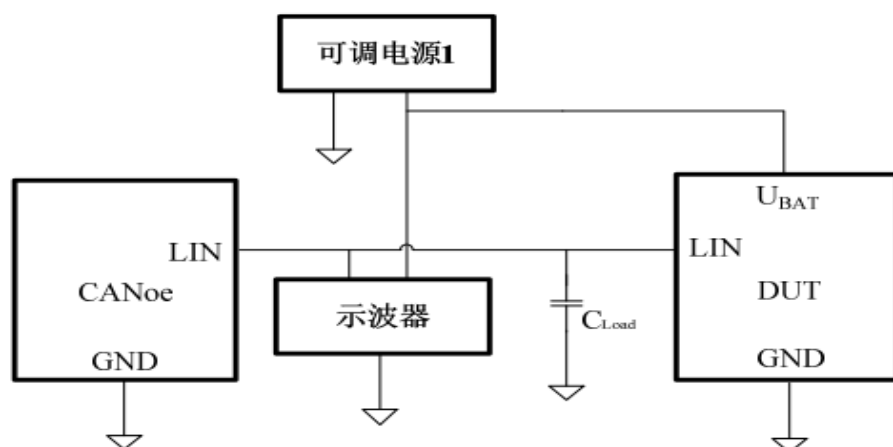 可调电源1
U_BAT
LIN
LIN
CANoe
DUT
示波器
C_Load
GND
GND